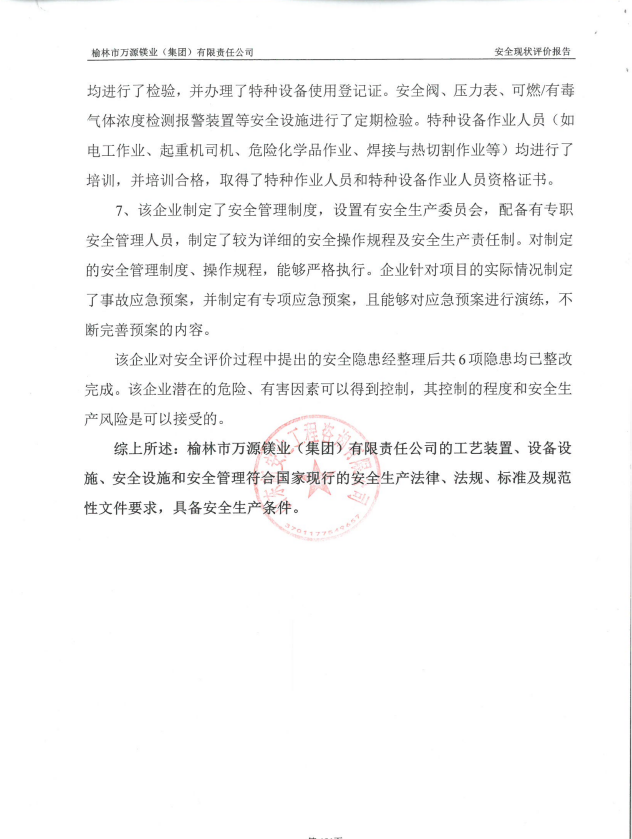 榆林市万源镁业（集团）有限责任公司 安全现状评价报告
均进行了检验，并办理了特种设备使用登记证。安全阀、压力表、可燃/有毒
气体浓度检测报警装置等安全设施进行了定期检验。特种设备作业人员（如
电工作业、起重机司机、危险化学品作业、焊接与热切割作业等）均进行了
培训，并培训合格，取得了特种作业人员和特种设备作业人员资格证书。
7、该企业制定了安全管理制度，设置有安全生产委员会，配备有专职
安全管理人员，制定了较为详细的安全操作规程及安全生产责任制。对制定
的安全管理制度、操作规程，能够严格执行。企业针对项目的实际情况制定
了事故应急预案，并制定有专项应急预案，且能够对应急预案进行演练，不
断完善预案的内容。
该企业对安全评价过程中提出的安全隐患经整理后共6项隐患均已整改
完成。该企业潜在的危险、有害因素可以得到控制，其控制的程度和安全生
产风险是可以接受的。
综上所述：榆林市万源镁业（集团）有限责任公司的工艺装置、设备设
施、安全设施和安全管理符合国家现行的安全生产法律、法规、标准及规范
性文件要求，具备安全生产条件。
工程咨询有限公司